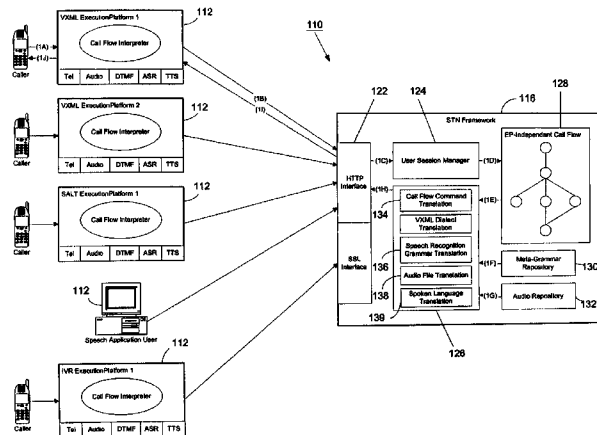 110
VXML ExecutionPlatform 1
112
Call Flow Interpreter
(1A)
(1J)
Caller
Tel Audio DTMF ASR TTS
(1B)
(1I)
VXML ExecutionPlatform 2
112
Call Flow Interpreter
Caller
Tel Audio DTMF ASR TTS
SALT ExecutionPlatform 1
112
Call Flow Interpreter
Caller
Tel Audio DTMF ASR TTS
112
Speech Application User
IVR ExecutionPlatform 1
112
Call Flow Interpreter
Caller
Tel Audio DTMF ASR TTS
122
124
116
128
STN Framework
HTTP Interface
SBL Interface
(1C)
User Session Manager
(1D)
EP-Independent Call Flow
(1H)
(1E)
134
Call Flow Command
Translation
VXML Dialect
Translation
136
Speech Recognition
Grammar Translation
138
Audio File Translation
139
Spoken Language
Translation
126
(1F)
Meta-Grammar
Repository
130
(1G)
Audio Repository
132